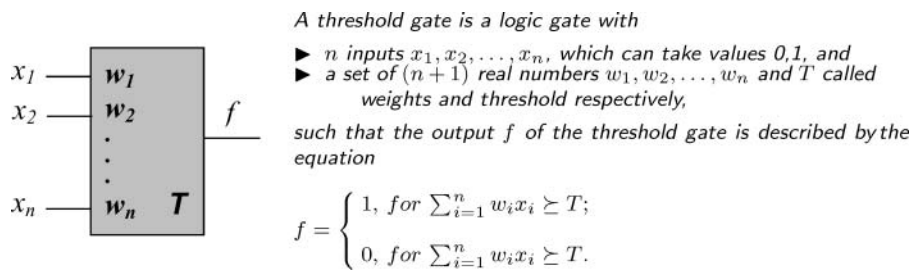 A threshold gate is a logic gate with
▶ n inputs x₁, x₂, . . . , xₙ, which can take values 0,1, and
▶ a set of (n + 1) real numbers w₁, w₂, . . . , wₙ and T called
weights and threshold respectively,
such that the output f of the threshold gate is described by the
equation
f = { 1, for ∑ⁿᵢ₌₁ wᵢxᵢ ⪰ T;
0, for ∑ⁿᵢ₌₁ wᵢxᵢ ⪰ T.
x₁ w₁
x₂ w₂ f
.
.
.
xₙ wₙ T